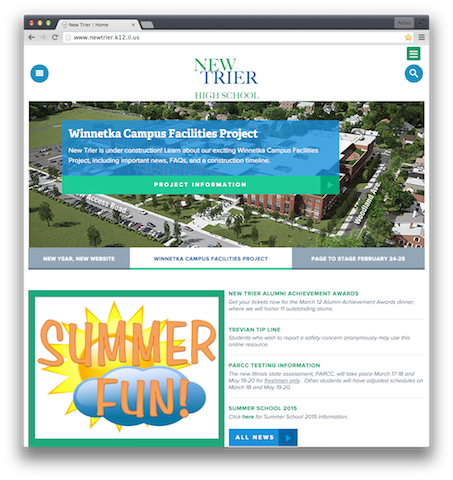 New Trier | Home
Adam
www.newtrier.k12.il.us
NEW
TRIER
HIGH SCHOOL
Winnetka Campus Facilities Project
New Trier is under construction! Learn about our exciting Winnetka Campus Facilities
Project, including important news, FAQs, and a construction timeline.
PROJECT INFORMATION
Access Road
Woodland Ave
NEW YEAR, NEW WEBSITE
WINNETKA CAMPUS FACILITIES PROJECT
PAGE TO STAGE FEBRUARY 24-25
SUMMER
FUN!
NEW TRIER ALUMNI ACHIEVEMENT AWARDS
Get your tickets now for the March 12 Alumni Achievement Awards dinner,
where we will honor 11 outstanding alums.
TREVIAN TIP LINE
Students who wish to report a safety concern anonymously may use this
online resource.
PARCC TESTING INFORMATION
The new Illinois state assessment, PARCC, will take place March 17-18 and
May 19-20 for freshmen only . Other students will have adjusted schedules on
March 18 and May 19-20.
SUMMER SCHOOL 2015
Click here for Summer School 2015 information.
ALL NEWS